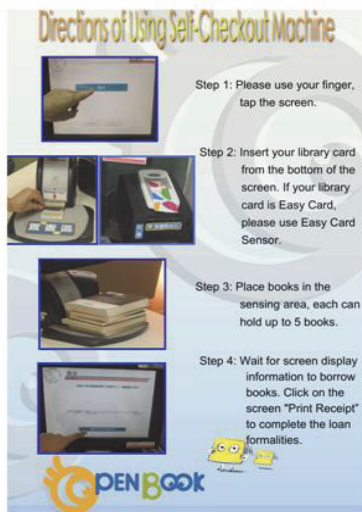 Directions of Using Self-Checkout Machine
Step 1: Please use your finger,
tap the screen.
Step 2: Insert your library card
from the bottom of the
screen. If your library
card is Easy Card,
please use Easy Card
Sensor.
Step 3: Place books in the
sensing area, each can
hold up to 5 books.
Step 4: Wait for screen display
information to borrow
books. Click on the
screen "Print Receipt"
to complete the loan
formalities.
OPENBOOK